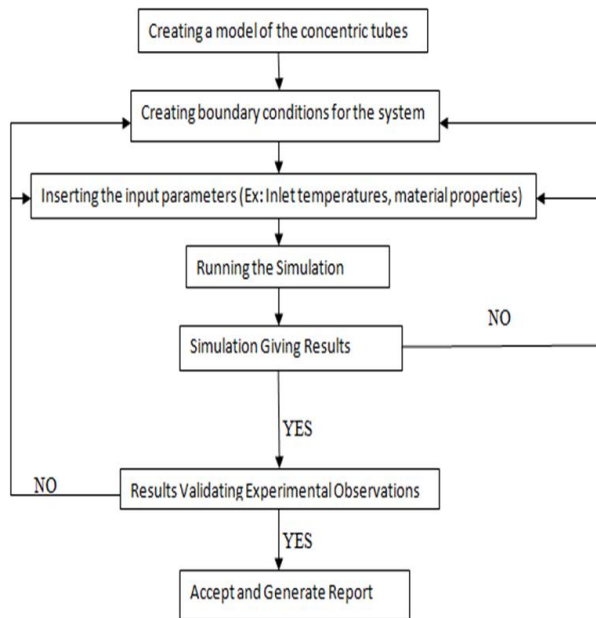 Creating a model of the concentric tubes
Creating boundary conditions for the system
Inserting the input parameters (Ex: Inlet temperatures, material properties)
Running the Simulation
NO
Simulation Giving Results
YES
NO
Results Validating Experimental Observations
YES
Accept and Generate Report